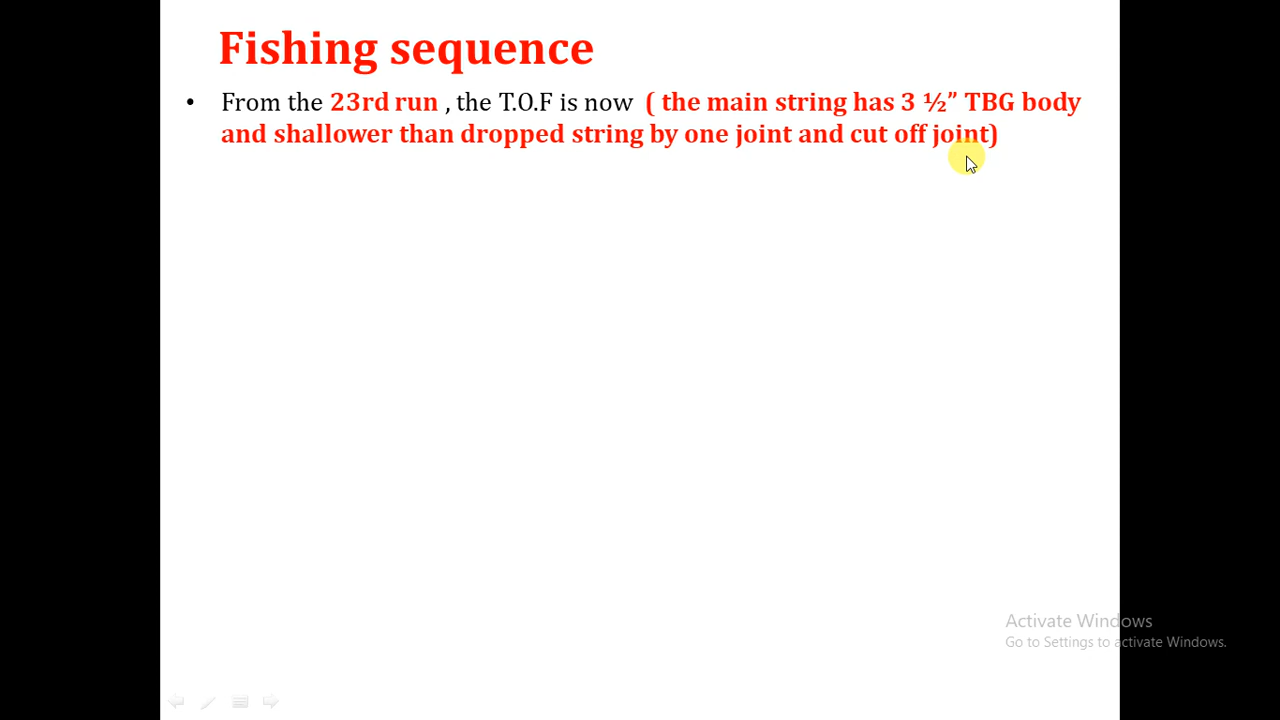 Fishing sequence
• From the 23rd run , the T.O.F is now ( the main string has 3 ½” TBG body
and shallower than dropped string by one joint and cut off joint)
Activate Windows
Go to Settings to activate Windows.